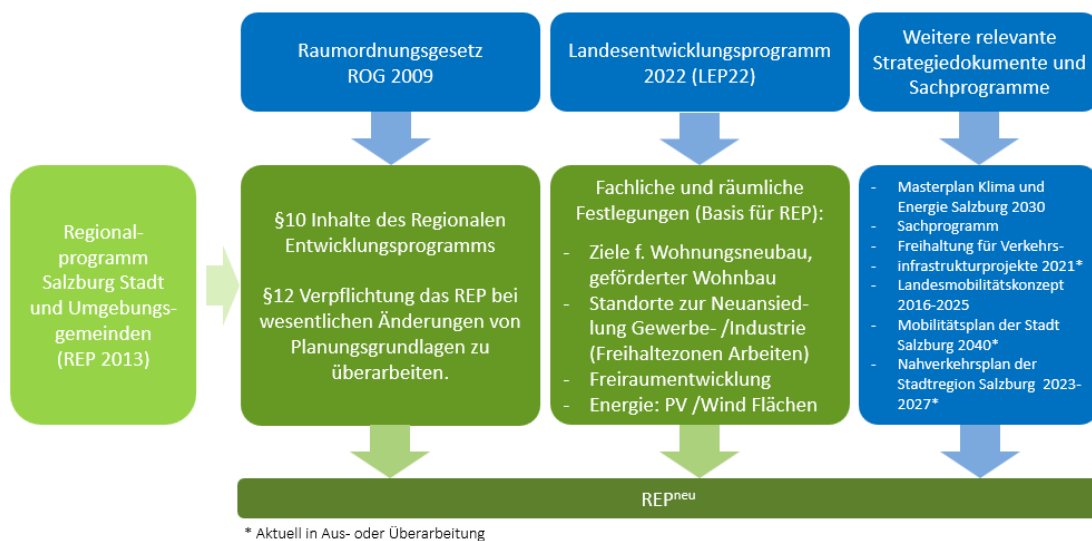 Raumordnungsgesetz
ROG 2009
Landesentwicklungsprogramm
2022 (LEP22)
Weitere relevante
Strategiedokumente und
Sachprogramme
Regional-
programm
Salzburg Stadt
und Umgebungs-
gemeinden
(REP 2013)
§10 Inhalte des Regionalen
Entwicklungsprogramms
§12 Verpflichtung das REP bei
wesentlichen Änderungen von
Planungsgrundlagen zu
überarbeiten.
Fachliche und räumliche
Festlegungen (Basis für REP):
- Ziele f. Wohnungsneubau,
geförderter Wohnbau
- Standorte zur Neuansied-
lung Gewerbe- /Industrie
(Freihaltezonen Arbeiten)
- Freiraumentwicklung
- Energie: PV /Wind Flächen
- Masterplan Klima und
Energie Salzburg 2030
- Sachprogramm
- Freihaltung für Verkehrs-
- infrastrukturprojekte 2021*
- Landesmobilitätskonzept
2016-2025
- Mobilitätsplan der Stadt
Salzburg 2040*
- Nahverkehrsplan der
Stadtregion Salzburg 2023-
2027*
REPneu
* Aktuell in Aus- oder Überarbeitung